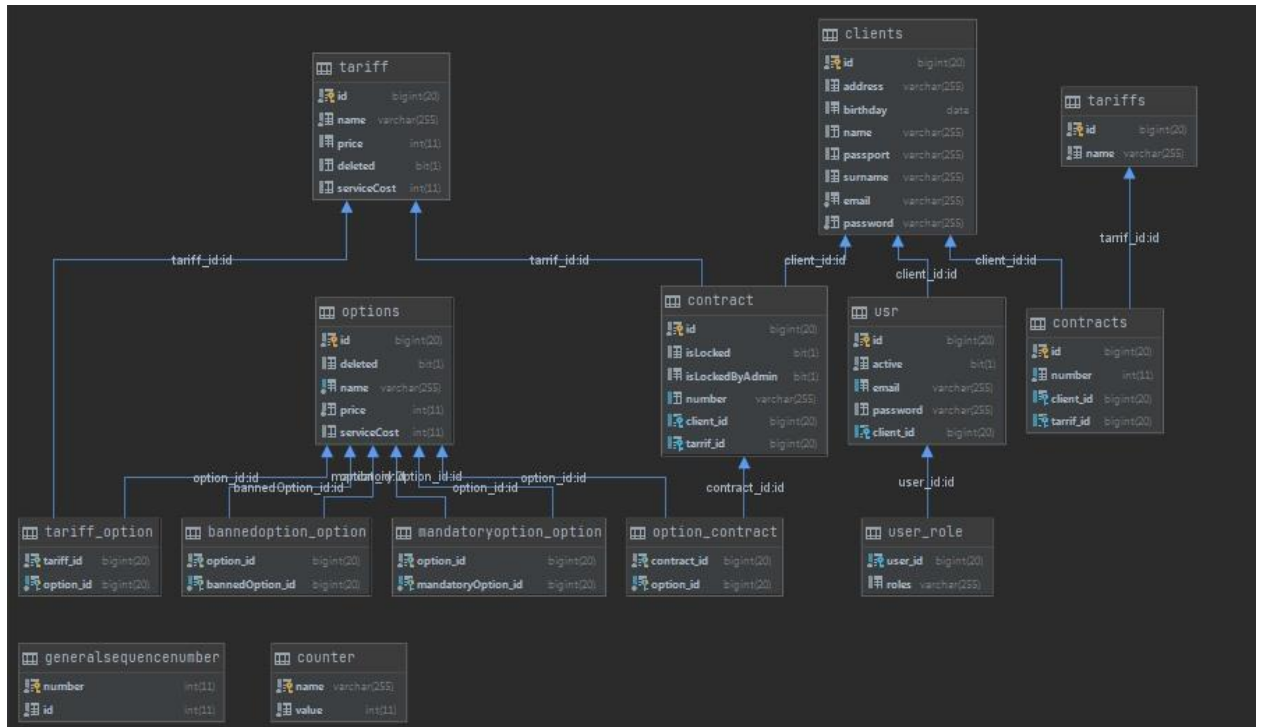 clients
id bigint(20)
address varchar(255)
birthday date
name varchar(255)
passport varchar(255)
surname varchar(255)
email varchar(255)
password varchar(255)
tariff
id bigint(20)
name varchar(255)
price int(11)
deleted bit(1)
serviceCost int(11)
tariffs
id bigint(20)
name varchar(255)
tariff_id:id
tarrif_id:id
client_id:id
client_id:id
client_id:id
tarrif_id:id
options
id bigint(20)
deleted bit(1)
name varchar(255)
price int(11)
serviceCost int(11)
contract
id bigint(20)
isLocked bit(1)
isLockedByAdmin bit(1)
number varchar(255)
client_id bigint(20)
tarrif_id bigint(20)
usr
id bigint(20)
active bit(1)
email varchar(255)
password varchar(255)
client_id bigint(20)
contracts
id bigint(20)
number int(11)
client_id bigint(20)
tarrif_id bigint(20)
option_id:id
bannedOption_id:id
option_id:id
option_id:id
contract_id:id
user_id:id
tariff_option
tariff_id bigint(20)
option_id bigint(20)
bannedoption_option
option_id bigint(20)
bannedOption_id bigint(20)
mandatoryoption_option
option_id bigint(20)
mandatoryOption_id bigint(20)
option_contract
contract_id bigint(20)
option_id bigint(20)
user_role
user_id bigint(20)
roles varchar(255)
generalsequencenumber
number int(11)
id int(11)
counter
name varchar(255)
value int(11)